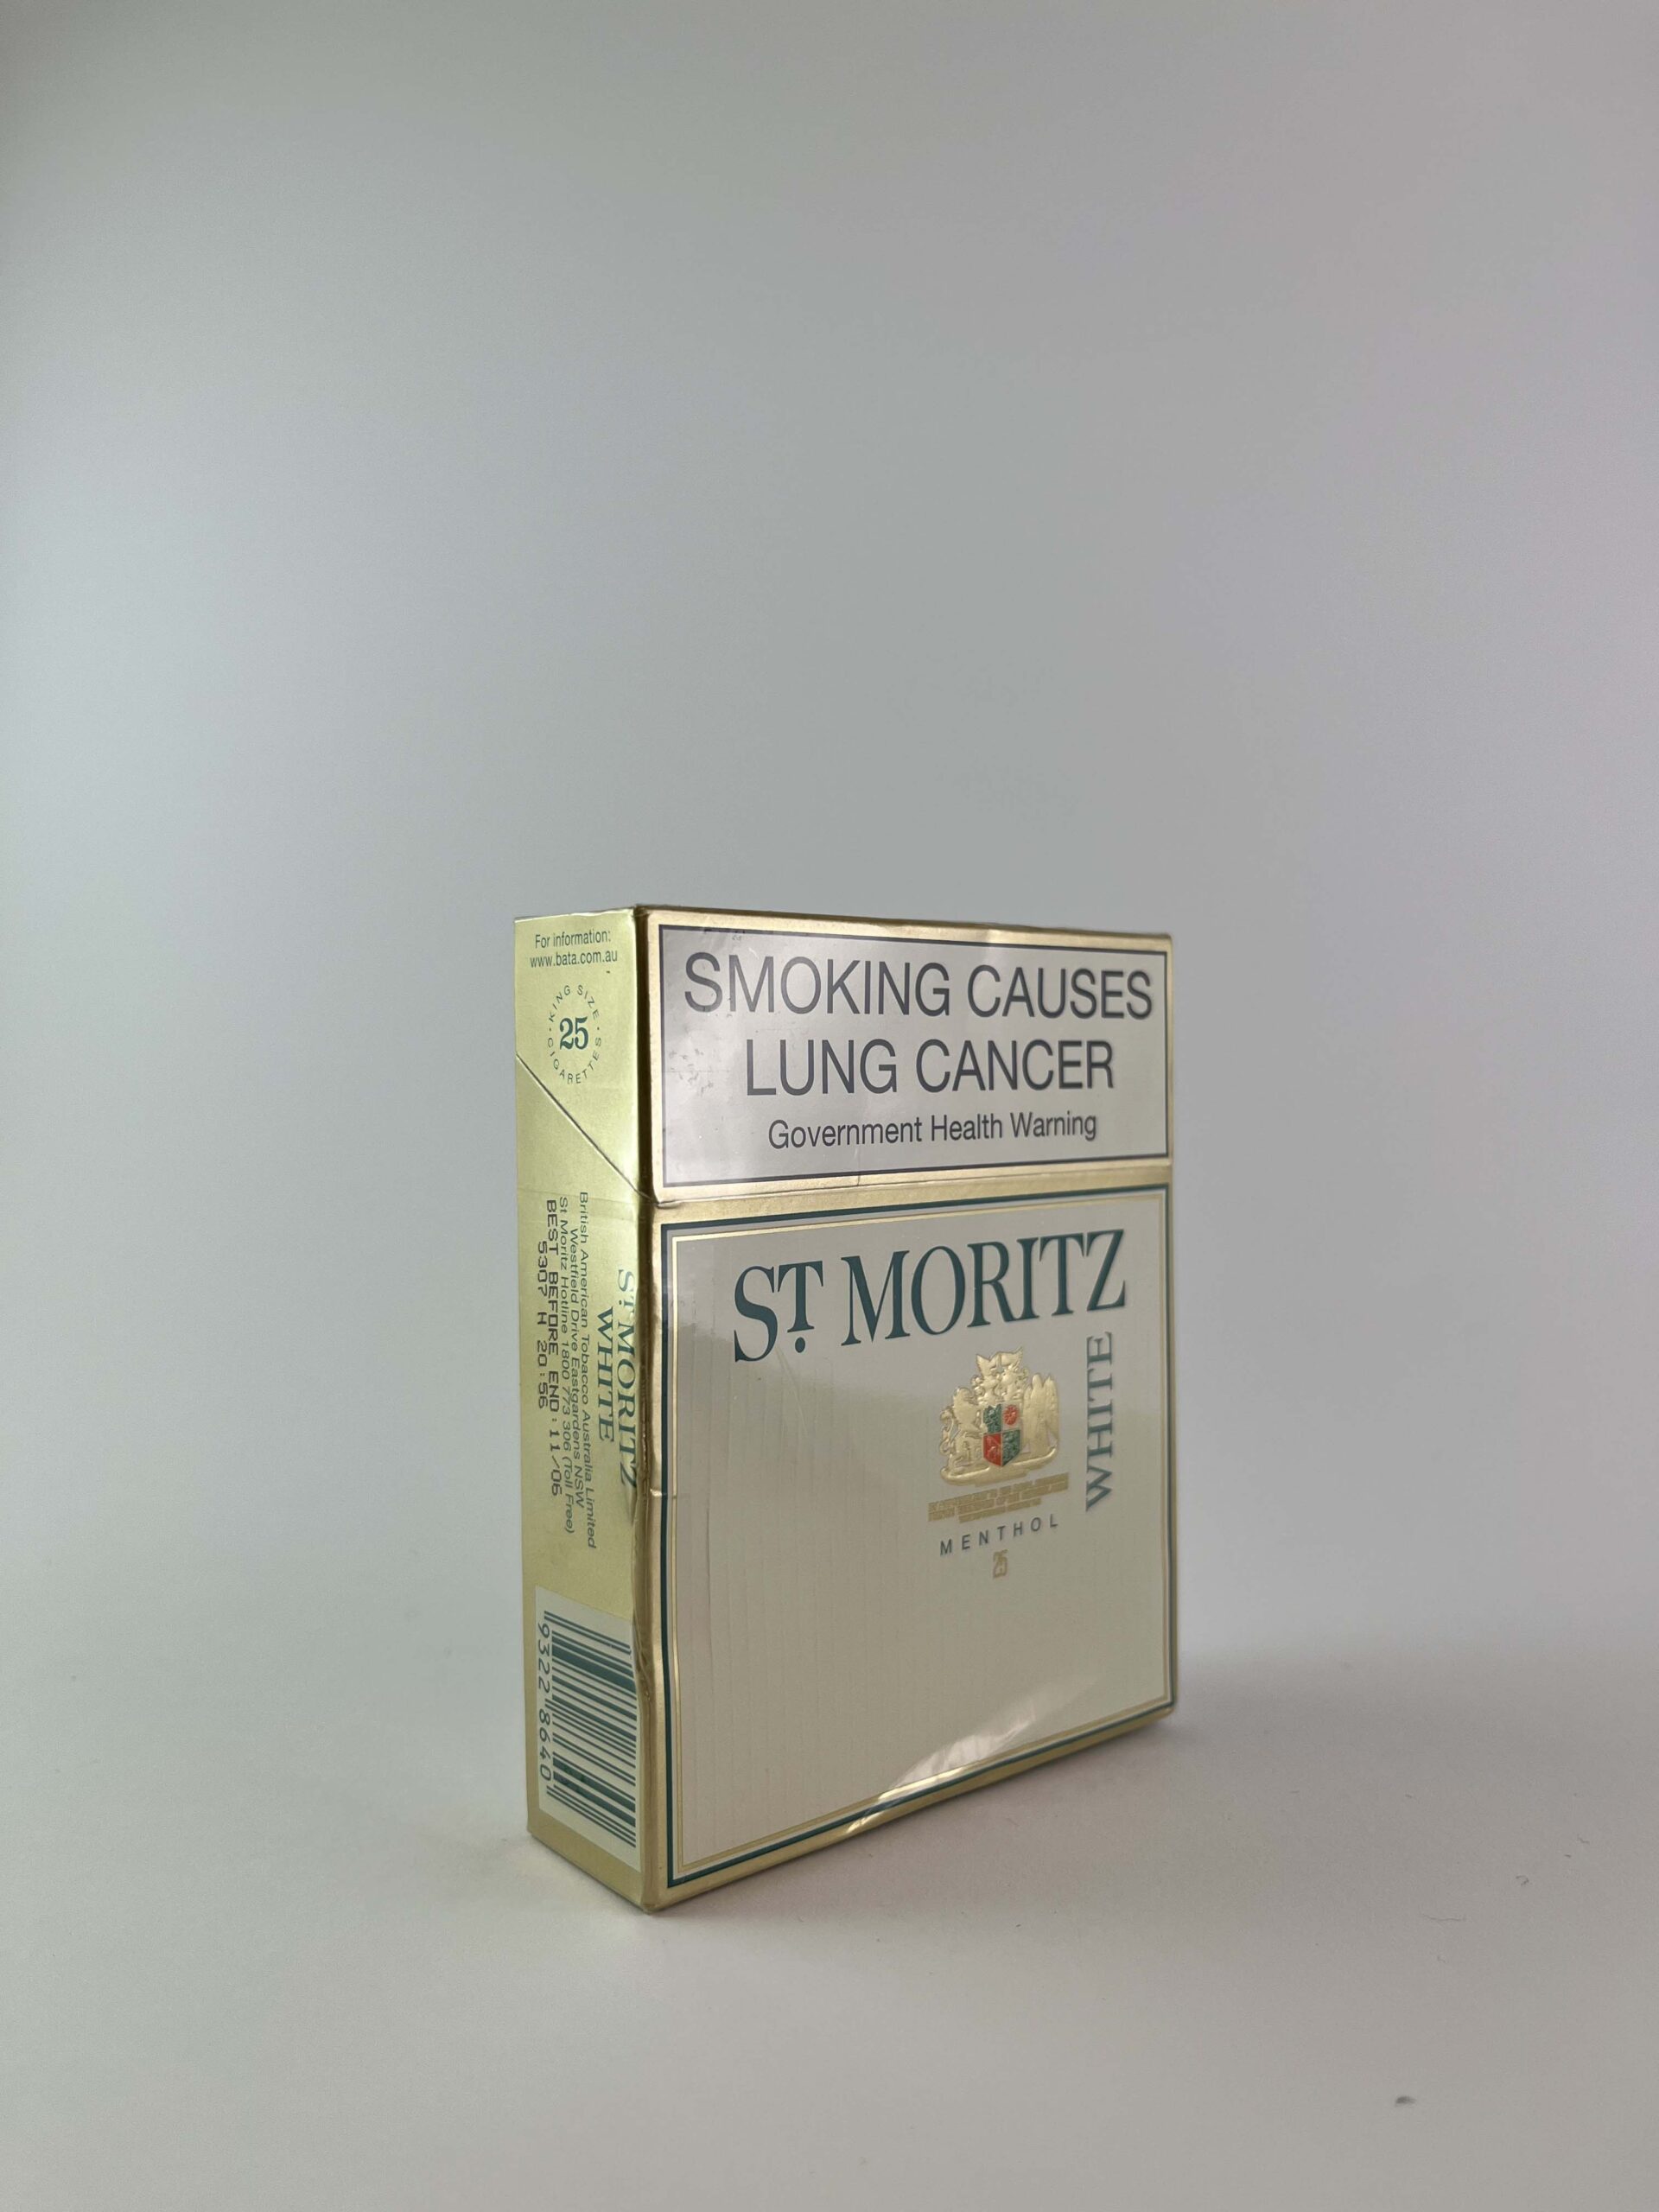 For information:
www.bata.com.au
KING SIZE
25
CIGARETTES
SMOKING CAUSES
LUNG CANCER
Government Health Warning
ST. MORITZ
WHITE
MENTHOL
25
ST. MORITZ
WHITE
British American Tobacco Australia Limited
Westfield Drive Eastgardens NSW
St Moritz Hotline 1800 773 306 (Toll Free)
BEST BEFORE END:11/06
5307 H 20:56
9322 8640